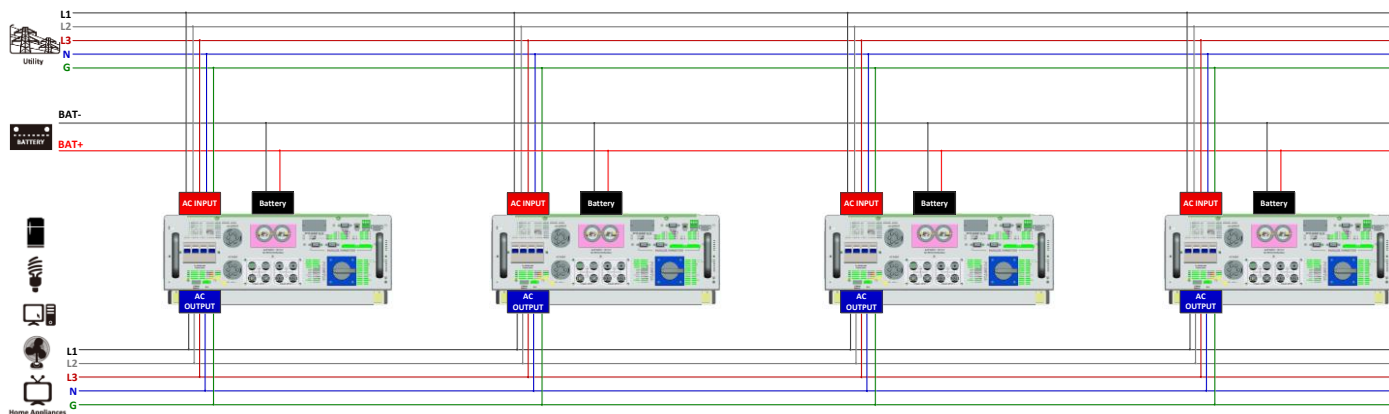 L1
L2
L3
N
G
Utility
BAT-
BATTERY
BAT+
AC INPUT
Battery
AC INPUT
Battery
AC INPUT
Battery
AC INPUT
Battery
AC
OUTPUT
AC
OUTPUT
AC
OUTPUT
AC
OUTPUT
L1
L2
L3
N
G
Home Appliances